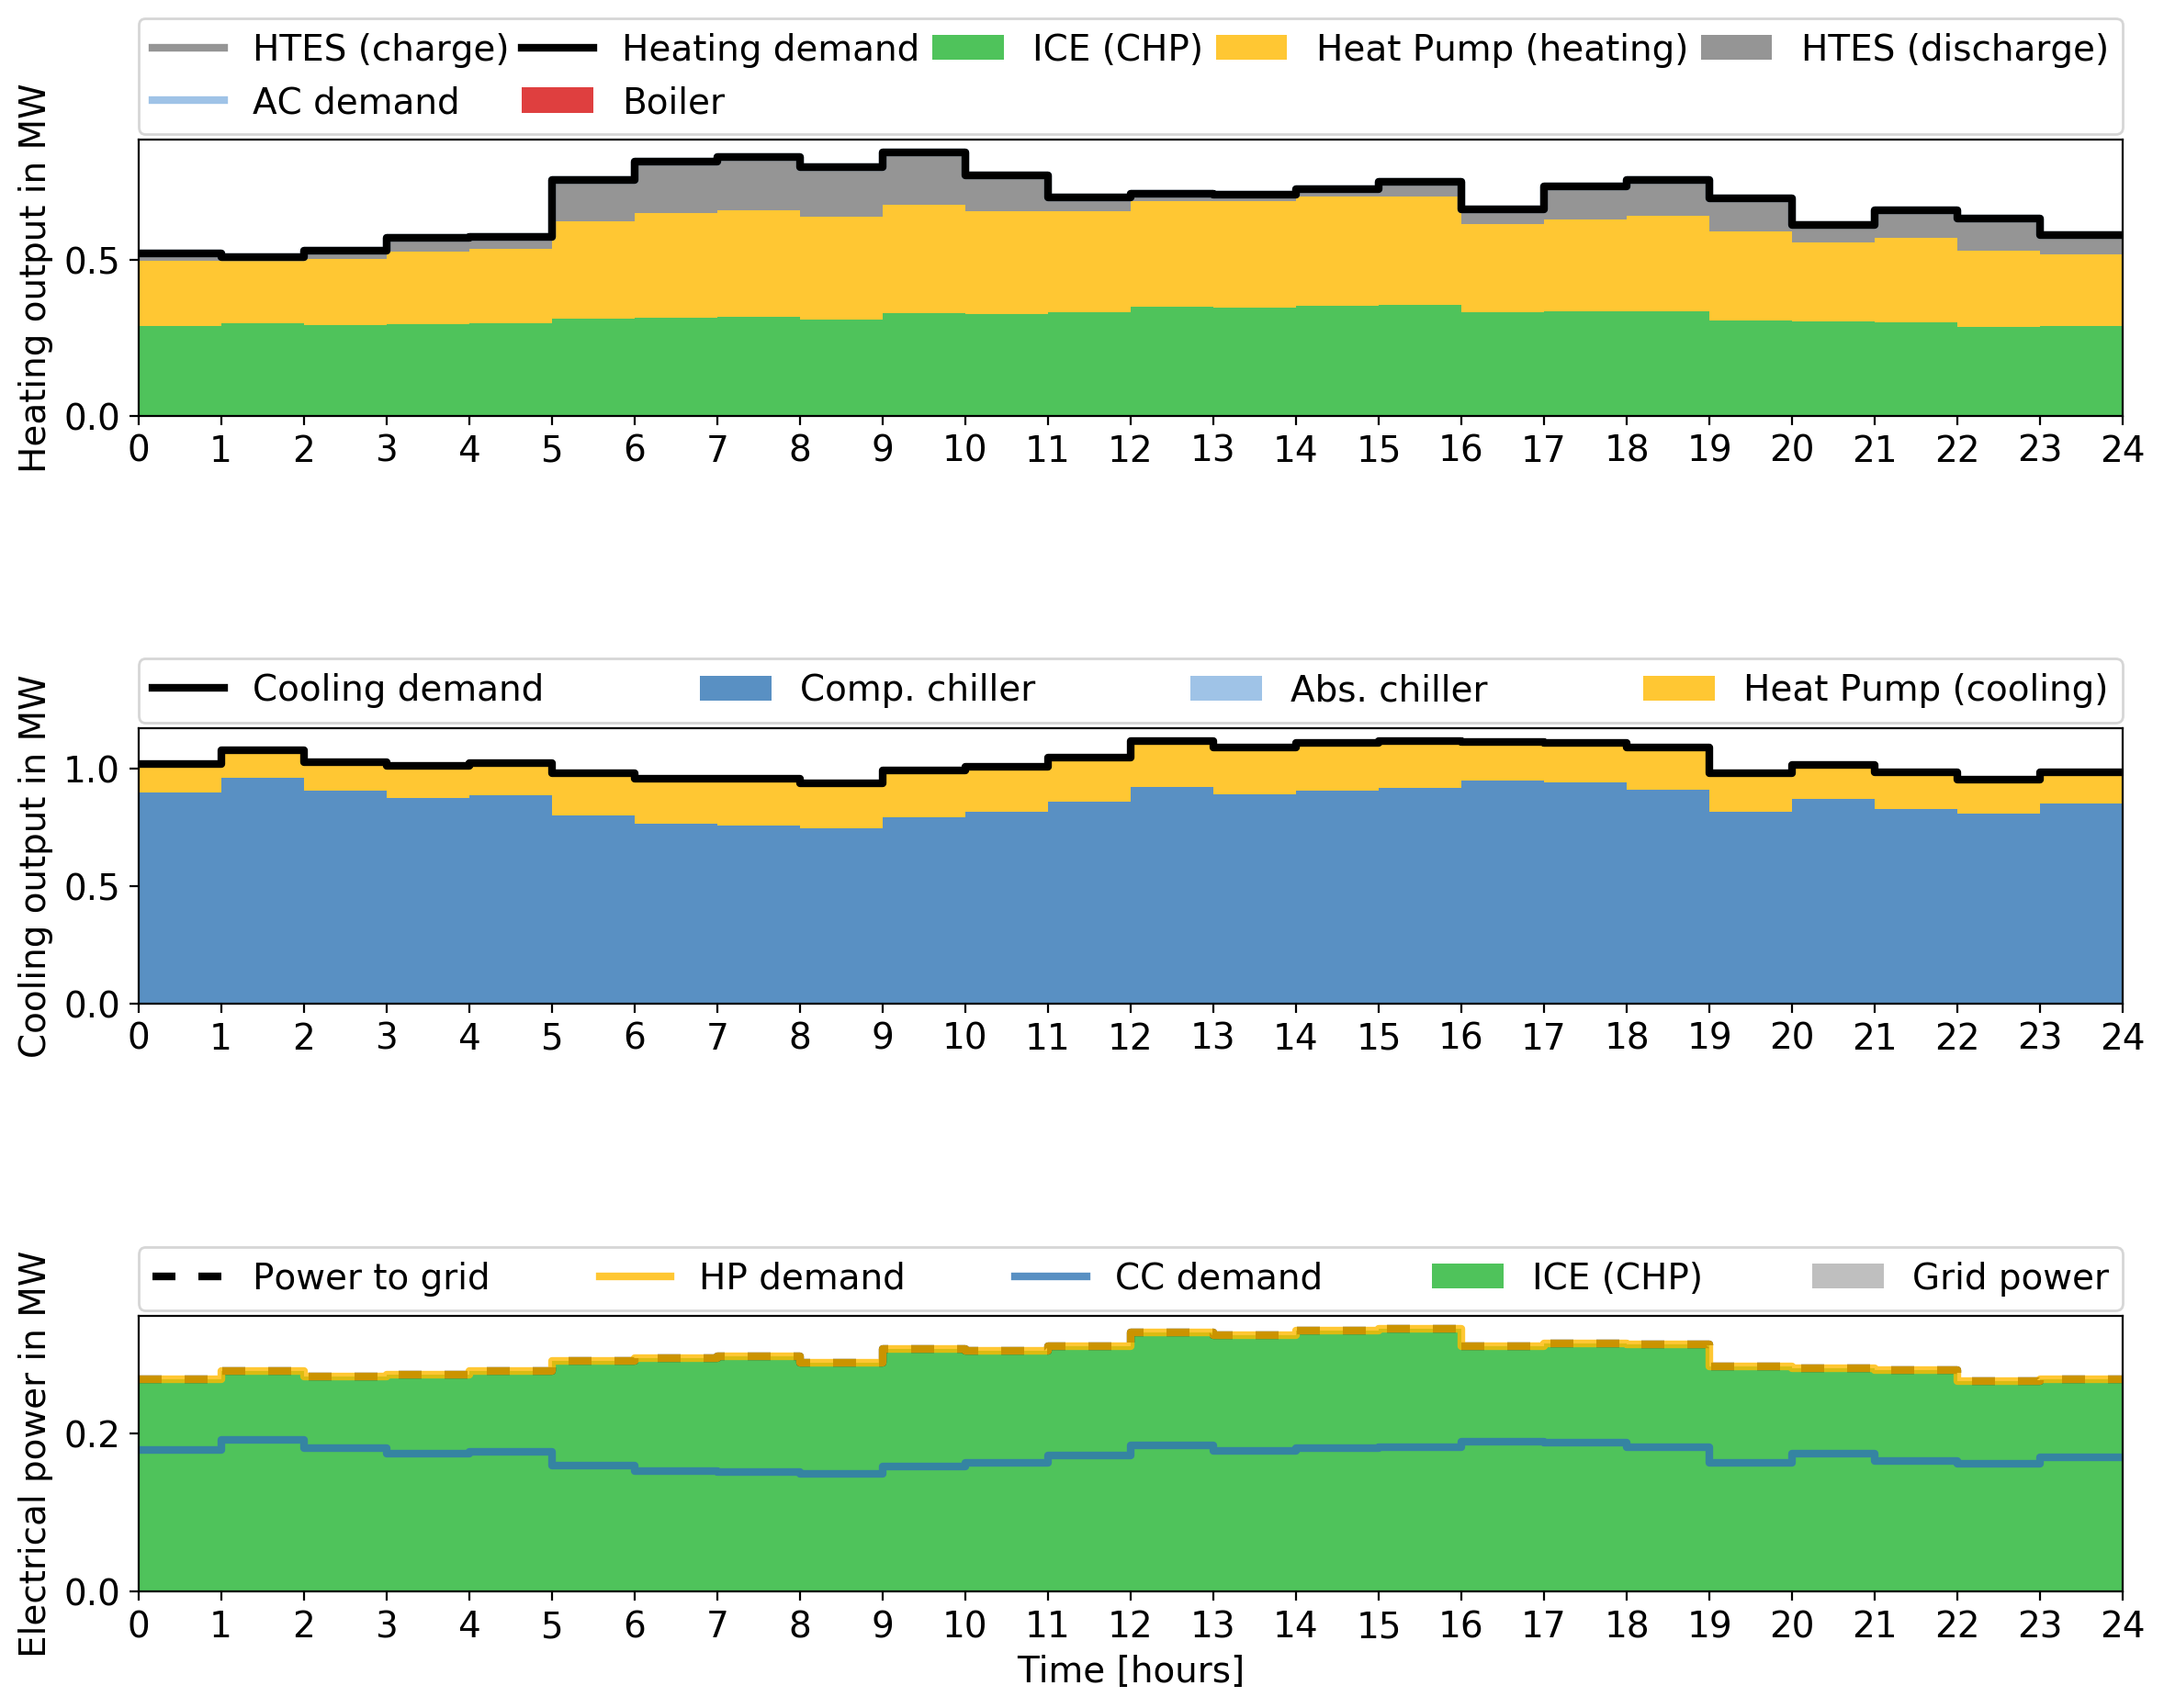 HTES (charge) Heating demand ICE (CHP) Heat Pump (heating) HTES (discharge)
AC demand Boiler
Heating output in MW
0.5
0.0
0 1 2 3 4 5 6 7 8 9 10 11 12 13 14 15 16 17 18 19 20 21 22 23 24
Cooling demand Comp. chiller Abs. chiller Heat Pump (cooling)
Cooling output in MW
1.0
0.5
0.0
0 1 2 3 4 5 6 7 8 9 10 11 12 13 14 15 16 17 18 19 20 21 22 23 24
Power to grid HP demand CC demand ICE (CHP) Grid power
Electrical power in MW
0.2
0.0
0 1 2 3 4 5 6 7 8 9 10 11 12 13 14 15 16 17 18 19 20 21 22 23 24
Time [hours]